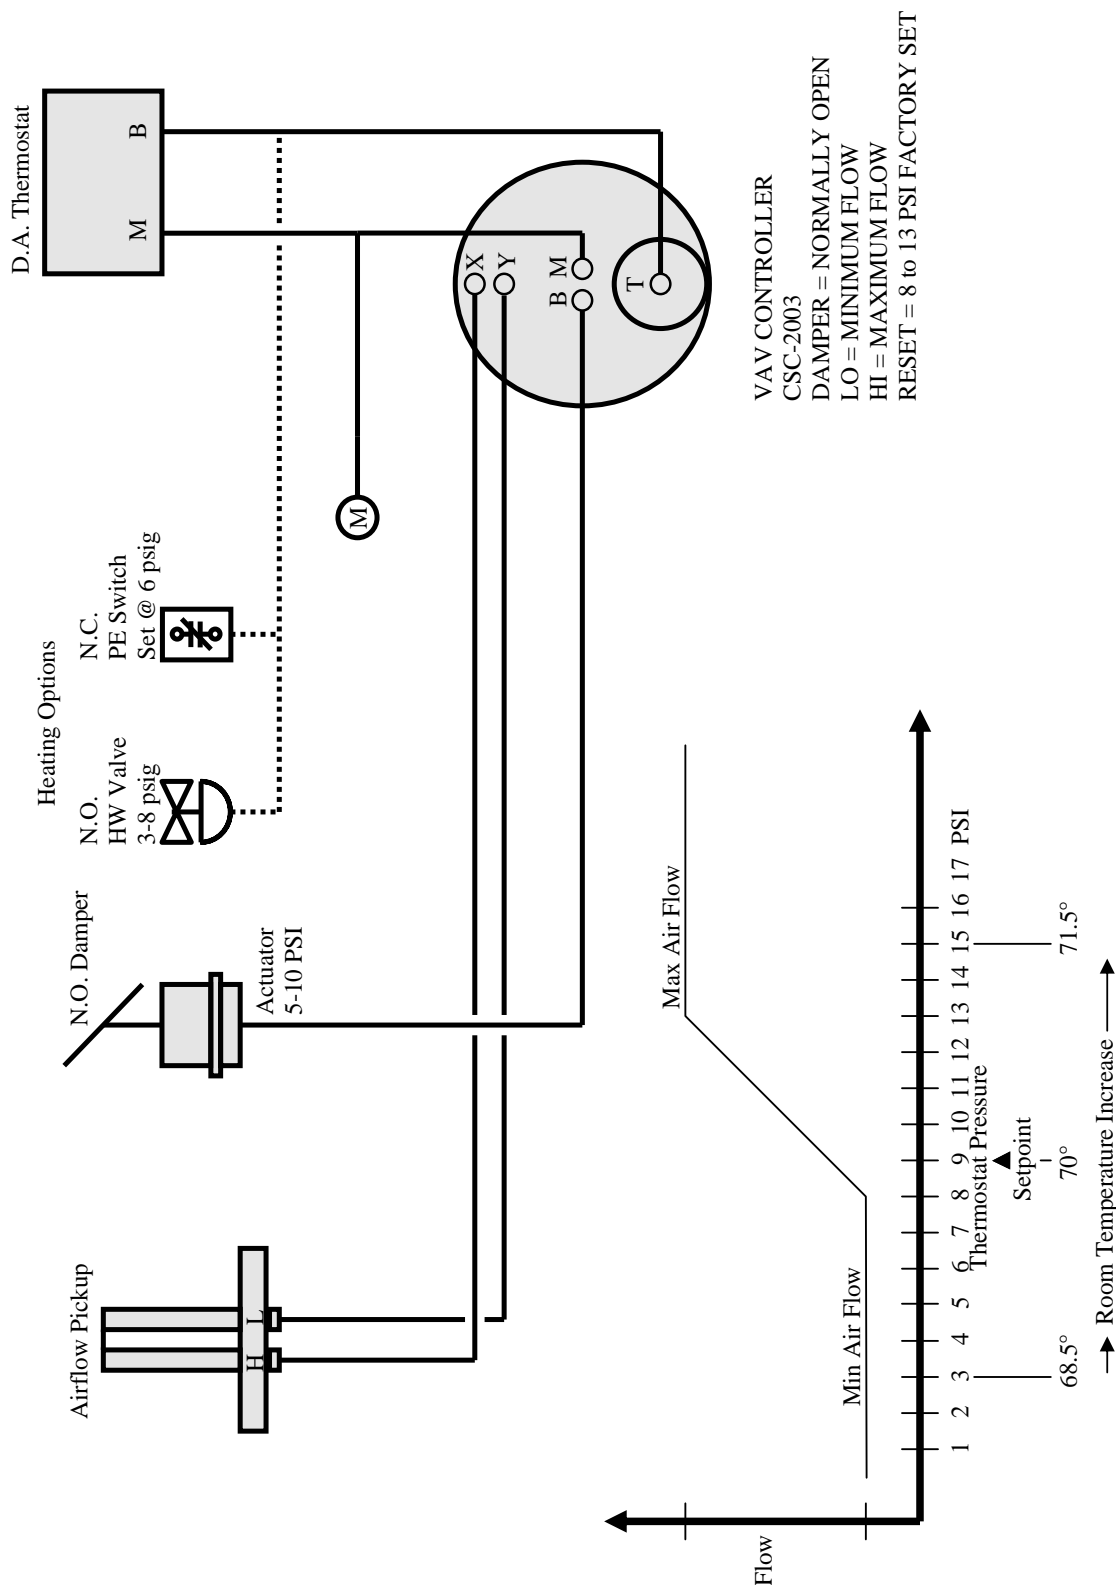 Airflow Pickup
H
L
N.O. Damper
Actuator
5-10 PSI
Heating Options
N.O.
HW Valve
3-8 psig
N.C.
PE Switch
Set @ 6 psig
D.A. Thermostat
M
B
M
X
Y
B
M
T
VAV CONTROLLER
CSC-2003
DAMPER = NORMALLY OPEN
LO = MINIMUM FLOW
HI = MAXIMUM FLOW
RESET = 8 to 13 PSI FACTORY SET
Flow
Min Air Flow
Max Air Flow
1 2 3 4 5 6 7 8 9 10 11 12 13 14 15 16 17 PSI
Thermostat Pressure
Setpoint
68.5°
70°
71.5°
Room Temperature Increase